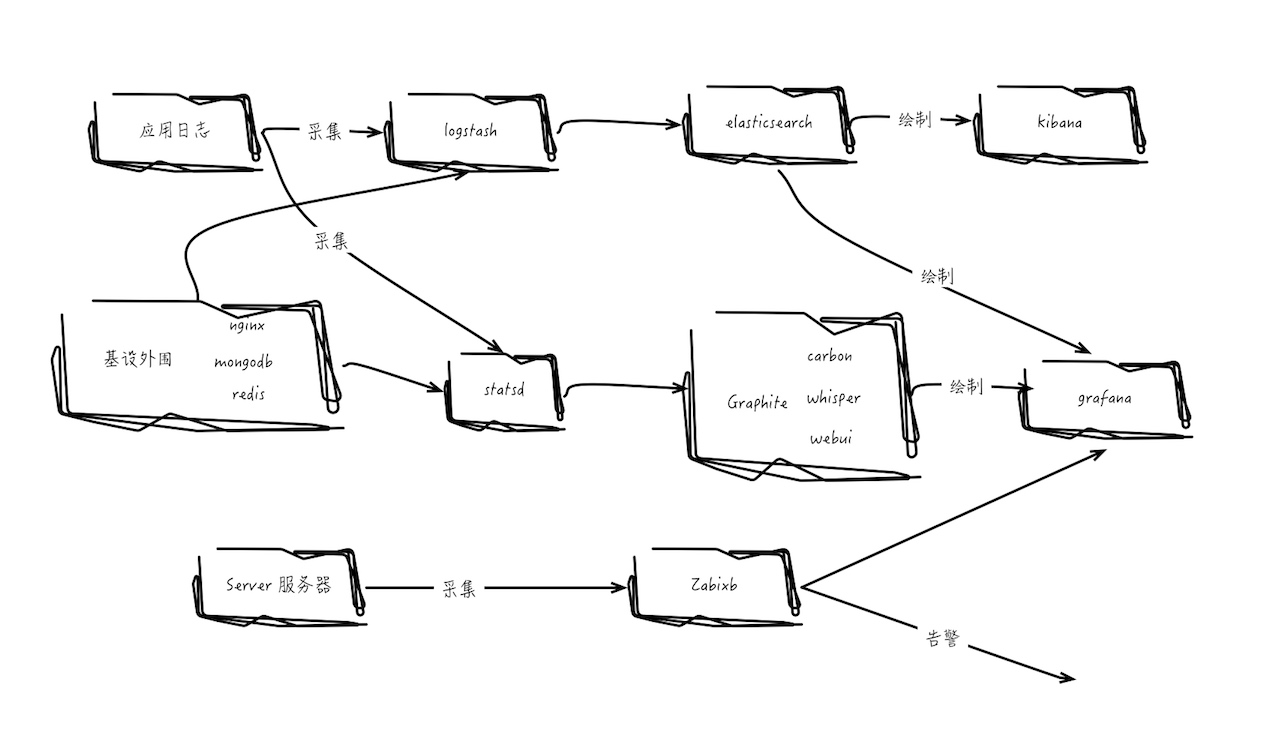 应用日志
采集
logstash
elasticsearch
绘制
kibana
采集
绘制
基设外围
nginx
mongodb
redis
statsd
Graphite
carbon
whisper
webui
绘制
grafana
Server 服务器
采集
Zabixb
告警